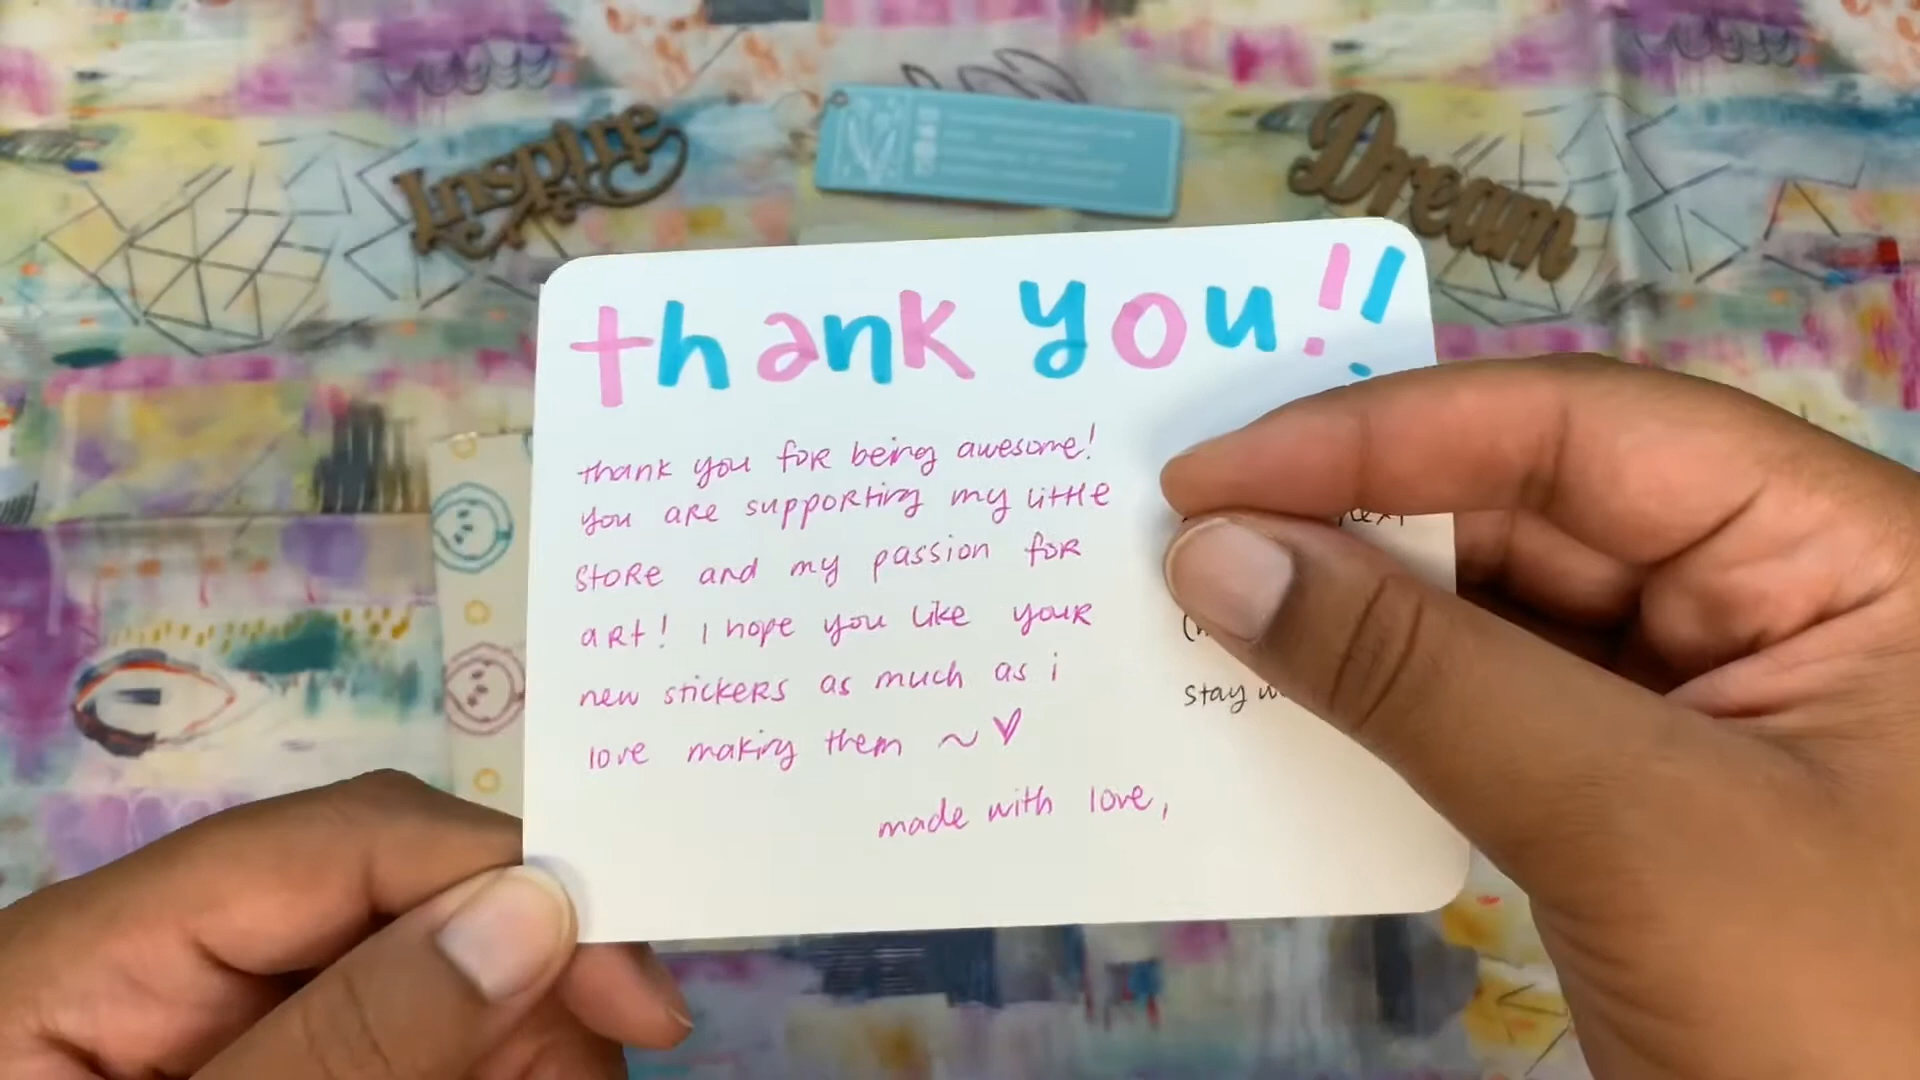 Inspire
Dream
thank you!!
thank you for being awesome!
you are supporting my little
store and my passion for
art! I hope you like your
new stickers as much as i
love making them ~ ♡
made with love,
next
stay